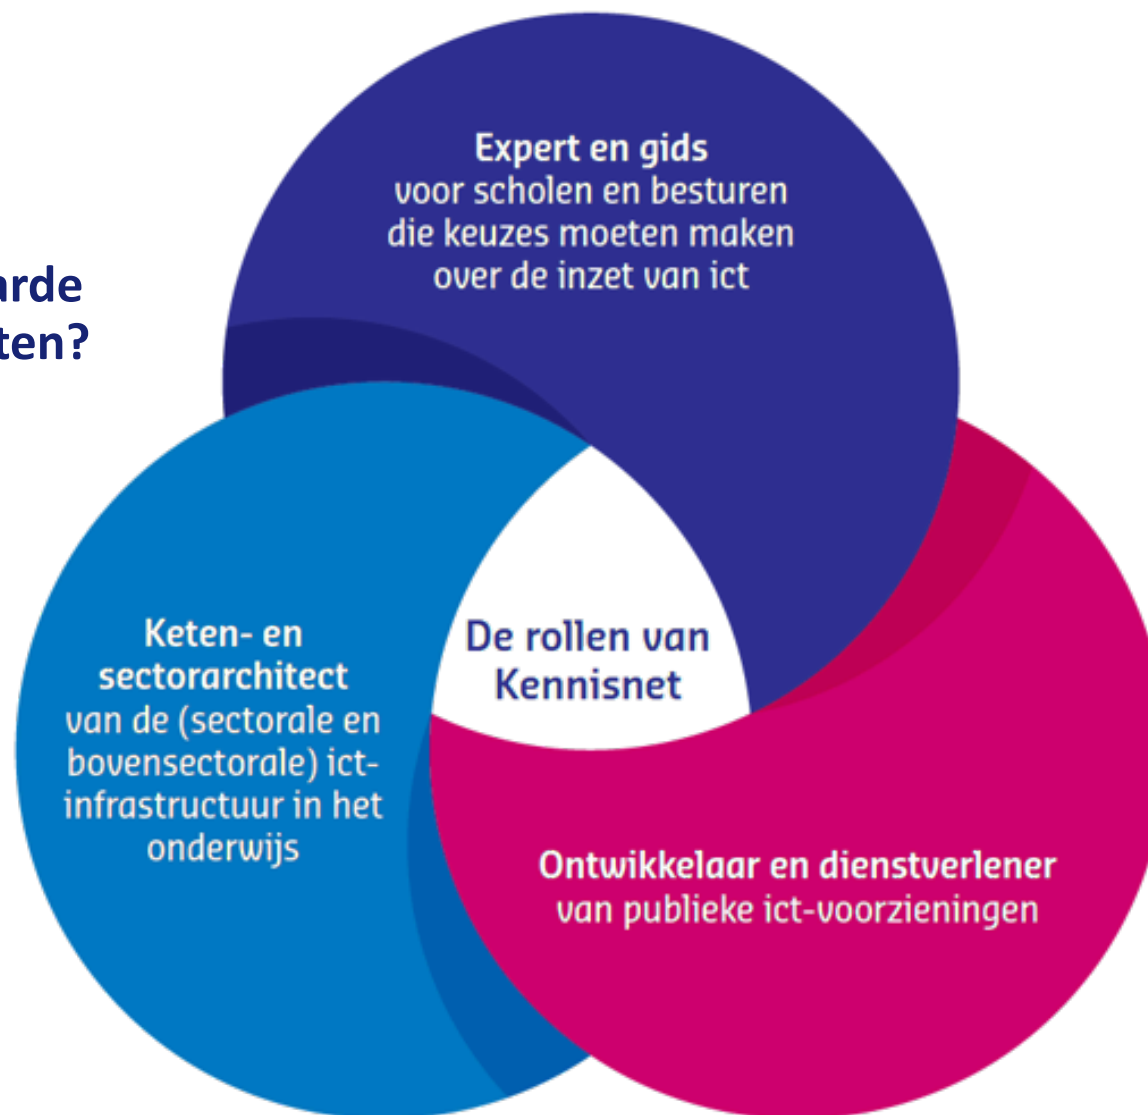 Expert en gids
voor scholen en besturen
die keuzes moeten maken
over de inzet van ict
De rollen van
Kennisnet
Keten- en
sectorarchitect
van de (sectorale en
bovensectorale) ict-
infrastructuur in het
onderwijs
Ontwikkelaar en dienstverlener
van publieke ict-voorzieningen